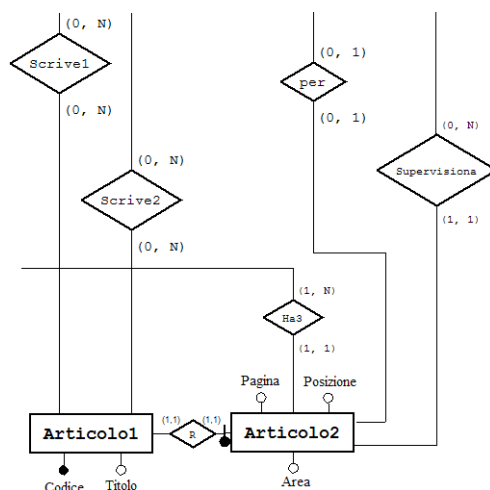 (0, N)
(0, 1)
Scrive1
per
(0, N)
(0, 1)
(0, N)
(0, N)
Supervisiona
Scrive2
(1, 1)
(0, N)
(1, N)
Ha3
(1, 1)
Pagina
Posizione
(1,1)
(1,1)
Articolo1
R
Articolo2
Codice
Titolo
Area